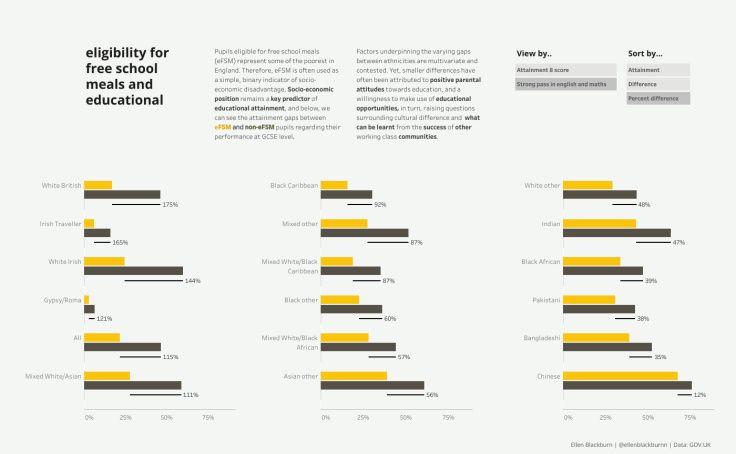 eligibility for
free school
meals and
educational
Pupils eligible for free school meals
(eFSM) represent some of the poorest in
England. Therefore, eFSM is often used as
a simple, binary indicator of socio-
economic disadvantage. Socio-economic
position remains a key predictor of
educational attainment, and below, we
can see the attainment gaps between
eFSM and non-eFSM pupils regarding their
performance at GCSE level.
Factors underpinning the varying gaps
between ethnicities are multivariate and
contested. Yet, smaller differences have
often been attributed to positive parental
attitudes towards education, and a
willingness to make use of educational
opportunities, in turn, raising questions
surrounding cultural difference and what
can be learnt from the success of other
working class communities.
View by..
Attainment 8 score
Strong pass in english and maths
Sort by...
Attainment
Difference
Percent difference
White British
175%
Irish Traveller
165%
White Irish
144%
Gypsy/Roma
121%
All
115%
Mixed White/Asian
111%
0% 25% 50% 75%
Black Caribbean
92%
Mixed other
87%
Mixed White/Black
Caribbean
87%
Black other
60%
Mixed White/Black
African
57%
Asian other
56%
0% 25% 50% 75%
White other
48%
Indian
47%
Black African
39%
Pakistani
38%
Bangladeshi
35%
Chinese
12%
0% 25% 50% 75%
Ellen Blackburn | @ellenblackburnn | Data: GOV.UK